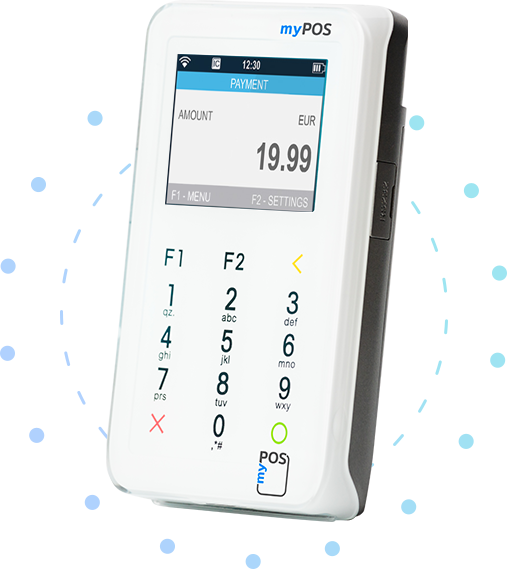 myPOS
12:30
PAYMENT
AMOUNT EUR
19.99
F1 - MENU F2 - SETTINGS
F1 F2 <
1 2 3
qz. abc def
4 5 6
ghi jkl mno
7 8 9
prs tuv wxy
0
,*#
myPOS